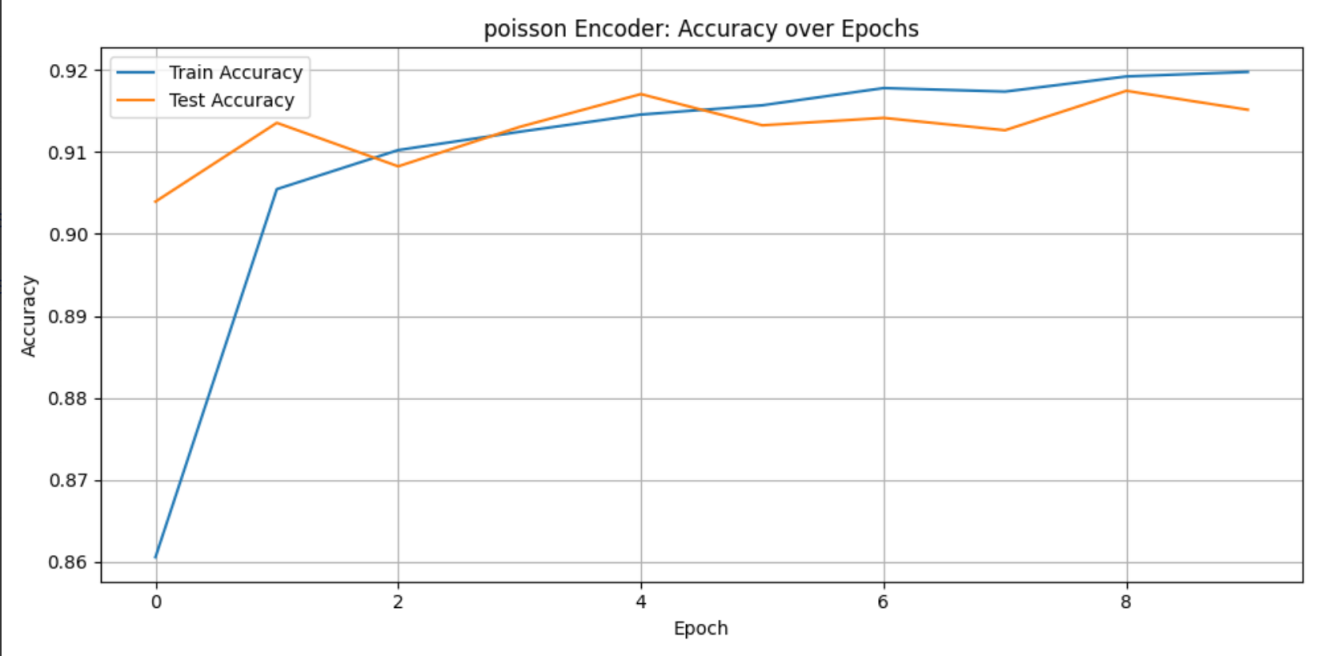 poisson Encoder: Accuracy over Epochs
Train Accuracy
Test Accuracy
0.92
0.91
0.90
0.89
0.88
0.87
0.86
Accuracy
0 2 4 6 8
Epoch